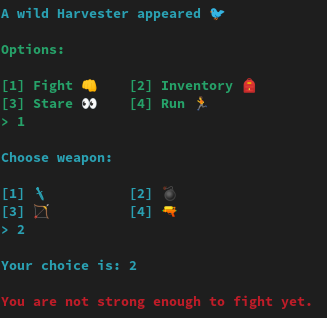 A wild Harvester appeared 🐦
Options:
[1] Fight 👊 [2] Inventory 🎒
[3] Stare 👀 [4] Run 🏃
> 1
Choose weapon:
[1] 🗡 [2] 💣
[3] 🏹 [4] 🔫
> 2
Your choice is: 2
You are not strong enough to fight yet.